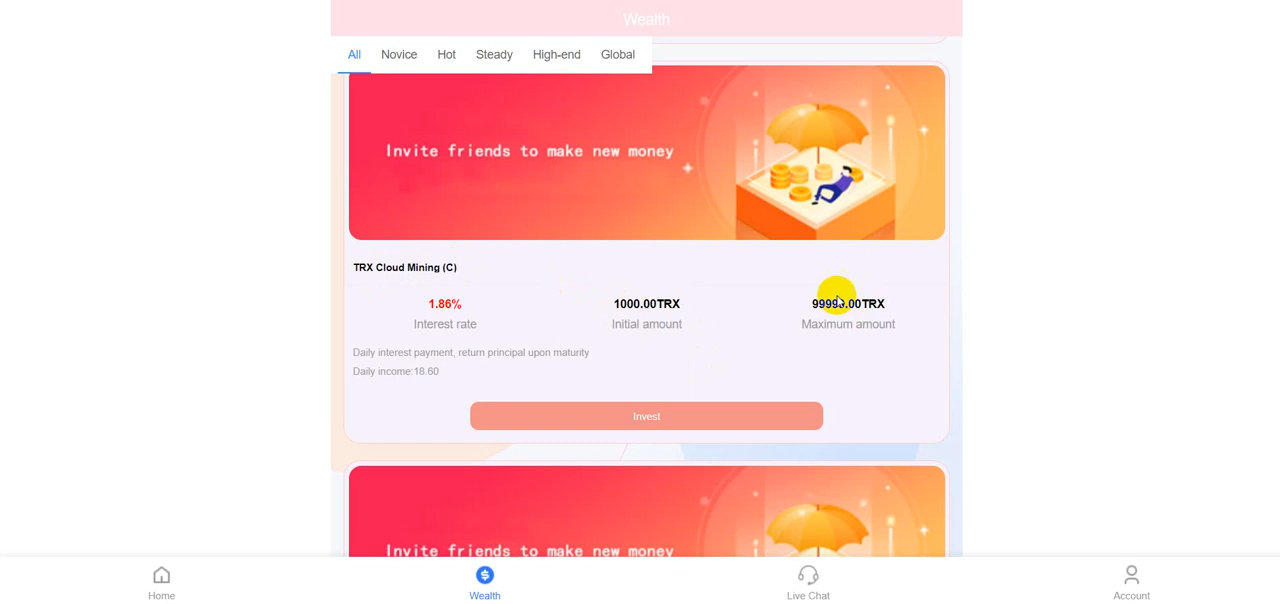 Wealth
All Novice Hot Steady High-end Global
Invite friends to make new money
TRX Cloud Mining (C)
1.86% 1000.00TRX 99999.00TRX
Interest rate Initial amount Maximum amount
Daily interest payment, return principal upon maturity
Daily income:18.60
Invest
Invite friends to make new money
Home Wealth Live Chat Account